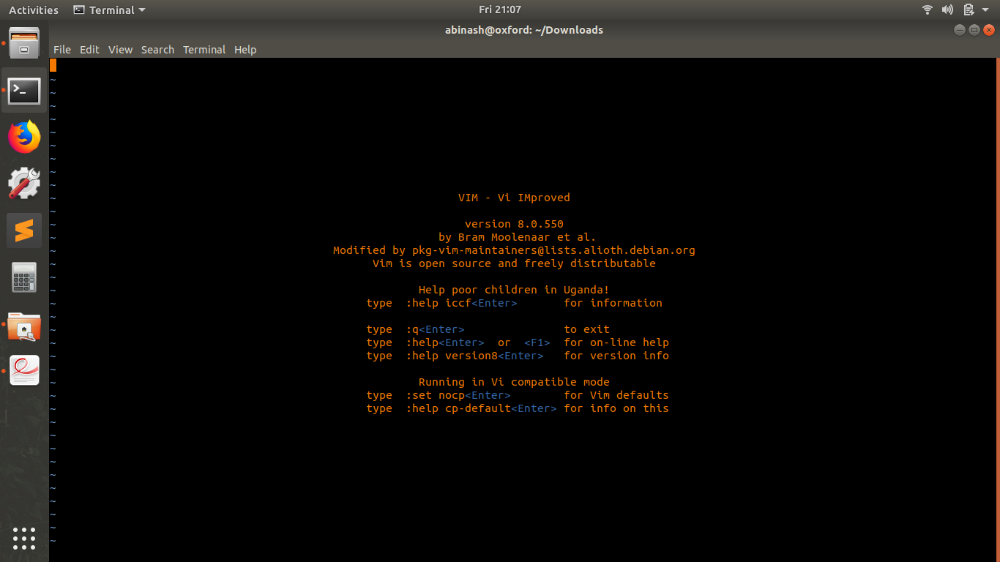 Activities Terminal Fri 21:07
abinash@oxford: ~/Downloads
File Edit View Search Terminal Help
~
~
~
~
~
~
~
~
~
~ VIM - Vi IMproved
~
~ version 8.0.550
~ by Bram Moolenaar et al.
~ Modified by pkg-vim-maintainers@lists.alioth.debian.org
~ Vim is open source and freely distributable
~
~ Help poor children in Uganda!
~ type :help iccf<Enter> for information
~
~ type :q<Enter> to exit
~ type :help<Enter> or <F1> for on-line help
~ type :help version8<Enter> for version info
~
~ Running in Vi compatible mode
~ type :set nocp<Enter> for Vim defaults
~ type :help cp-default<Enter> for info on this
~
~
~
~
~
~
~
~
~
~